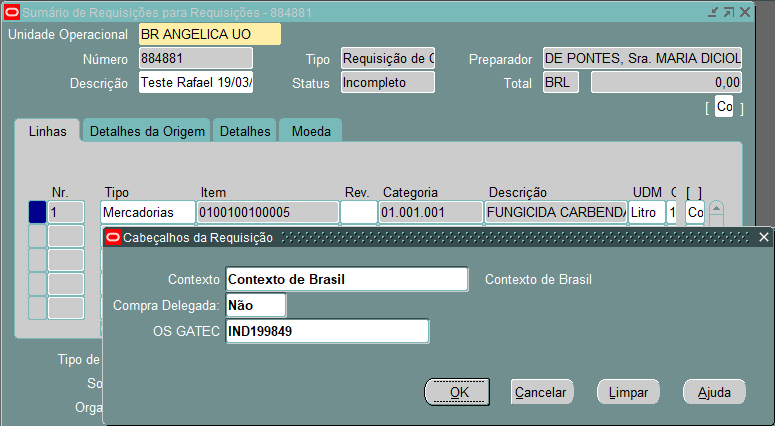 Sumário de Requisições para Requisições - 884881
Unidade Operacional BR ANGELICA UO
Número 884881 Tipo Requisição de C Preparador DE PONTES, Sra. MARIA DICIOL
Descrição Teste Rafael 19/03/ Status Incompleto Total BRL 0,00
[ Co ]
Linhas Detalhes da Origem Detalhes Moeda
Nr. Tipo Item Rev. Categoria Descrição UDM C [ ]
1 Mercadorias 0100100100005 01.001.001 FUNGICIDA CARBENDA Litro 1 Co
Cabeçalhos da Requisição
Contexto Contexto de Brasil Contexto de Brasil
Compra Delegada: Não
OS GATEC IND199849
Tipo de
So
Orga
OK Cancelar Limpar Ajuda